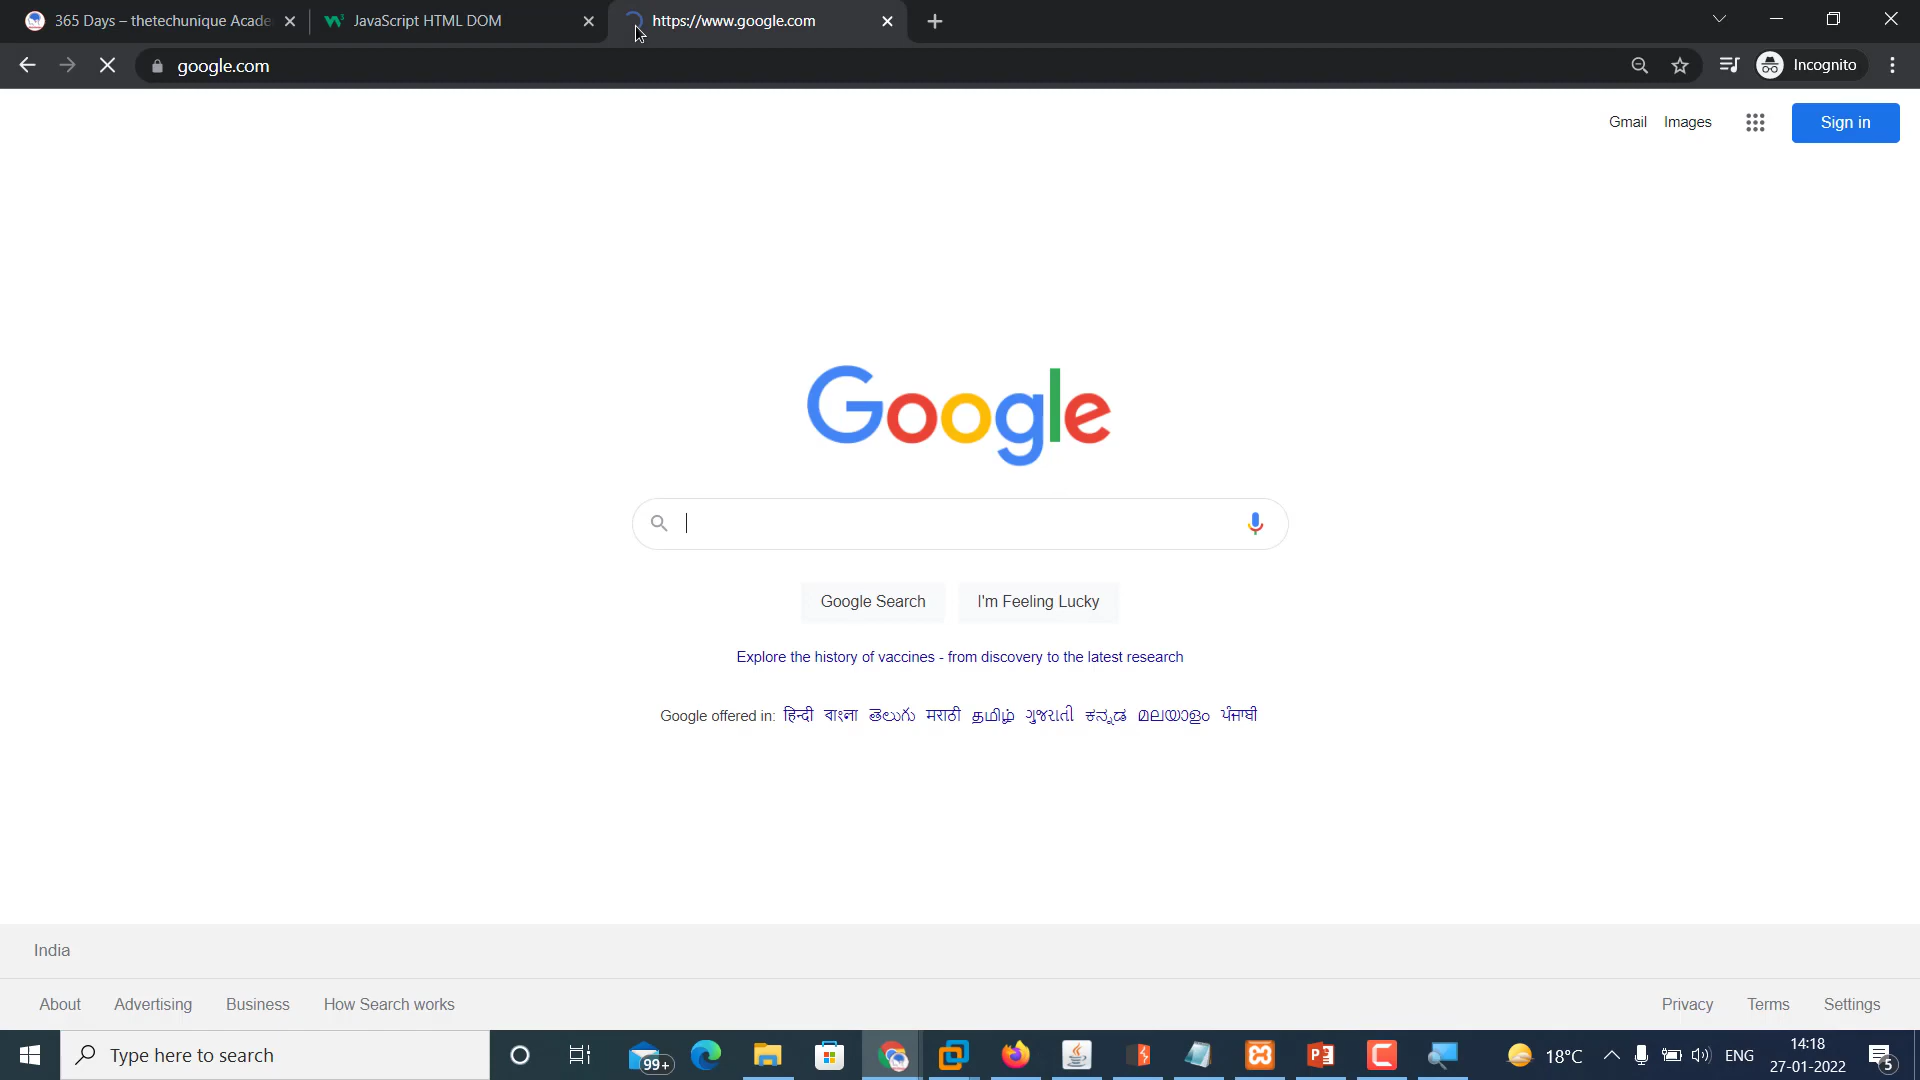 365 Days – thetechunique Acade
JavaScript HTML DOM
https://www.google.com
google.com
Incognito
Gmail
Images
Sign in
Google
Google Search
I'm Feeling Lucky
Explore the history of vaccines - from discovery to the latest research
Google offered in: हिन्दी বাংলা తెలుగు मराठी தமிழ் ગુજરાતી ಕನ್ನಡ മലയാളം ਪੰਜਾਬੀ
India
About
Advertising
Business
How Search works
Privacy
Terms
Settings
Type here to search
99+
18°C
ENG
14:18
27-01-2022
5